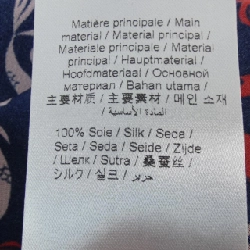 Matière principale / Main
material / Material principal /
Materiale principale / Material
principal / Hauptmaterial /
Hoofdmateriaal / Основной
материал / Bahan utama /
主要材质 / 主要素材 / 메인 소재
/ المادة الأساسية /
100% Soie / Silk / Seca /
Seta / Seda / Seide / Zijde
/ Шелк / Sutra / 桑蚕丝 /
シルク / 실크 / حرير